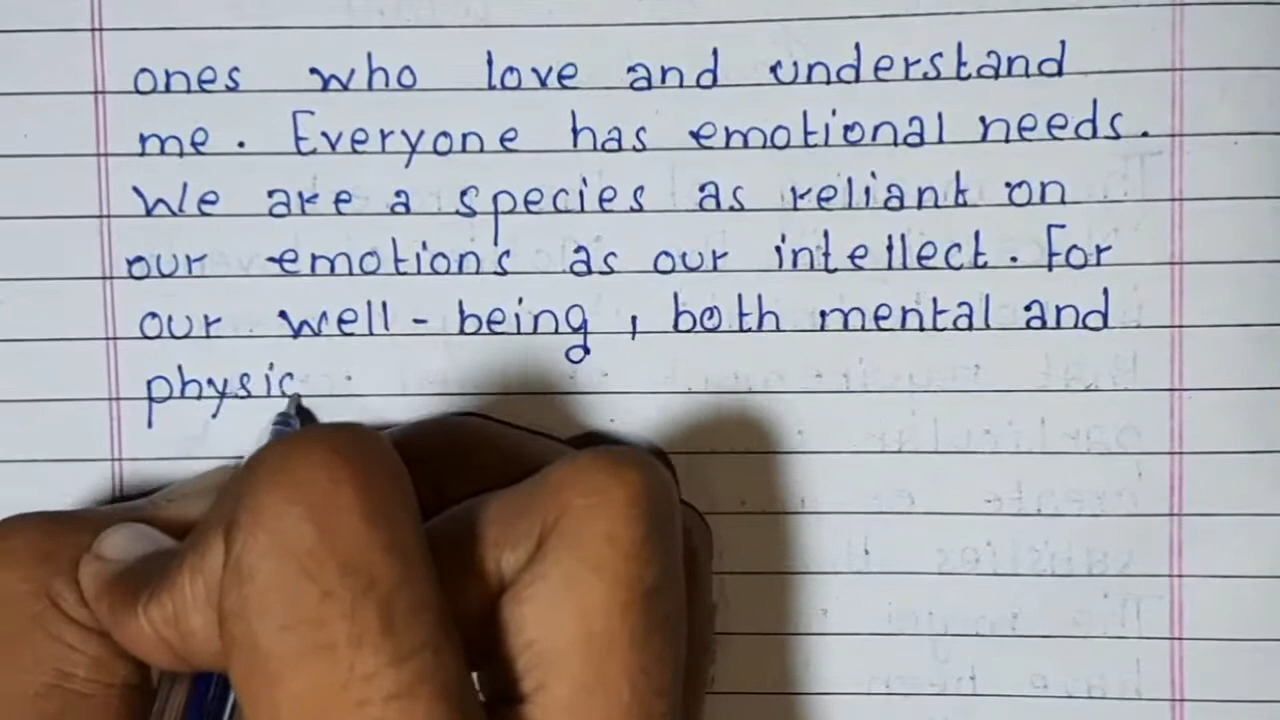 ones who love and understand
me. Everyone has emotional needs.
We are a species as reliant on
our emotions as our intellect. For
our well-being, both mental and
physic